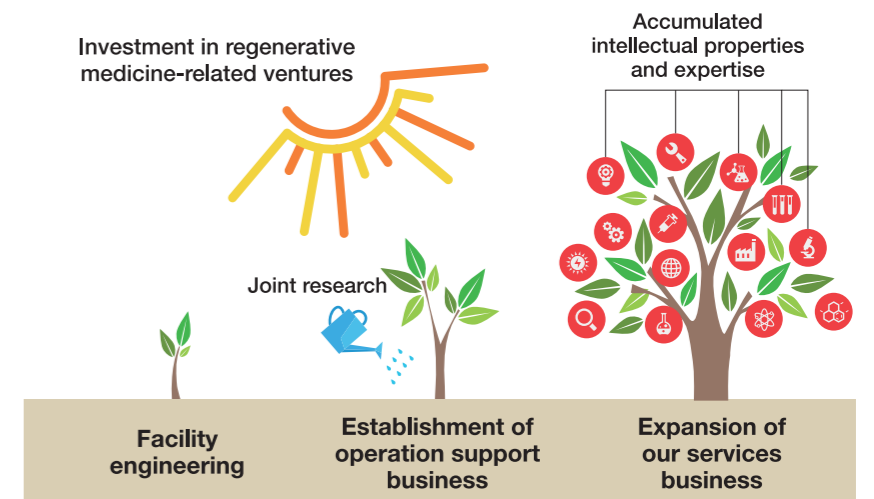 Investment in regenerative
medicine-related ventures
Accumulated
intellectual properties
and expertise
Joint research
Facility
engineering
Establishment of
operation support
business
Expansion of
our services
business